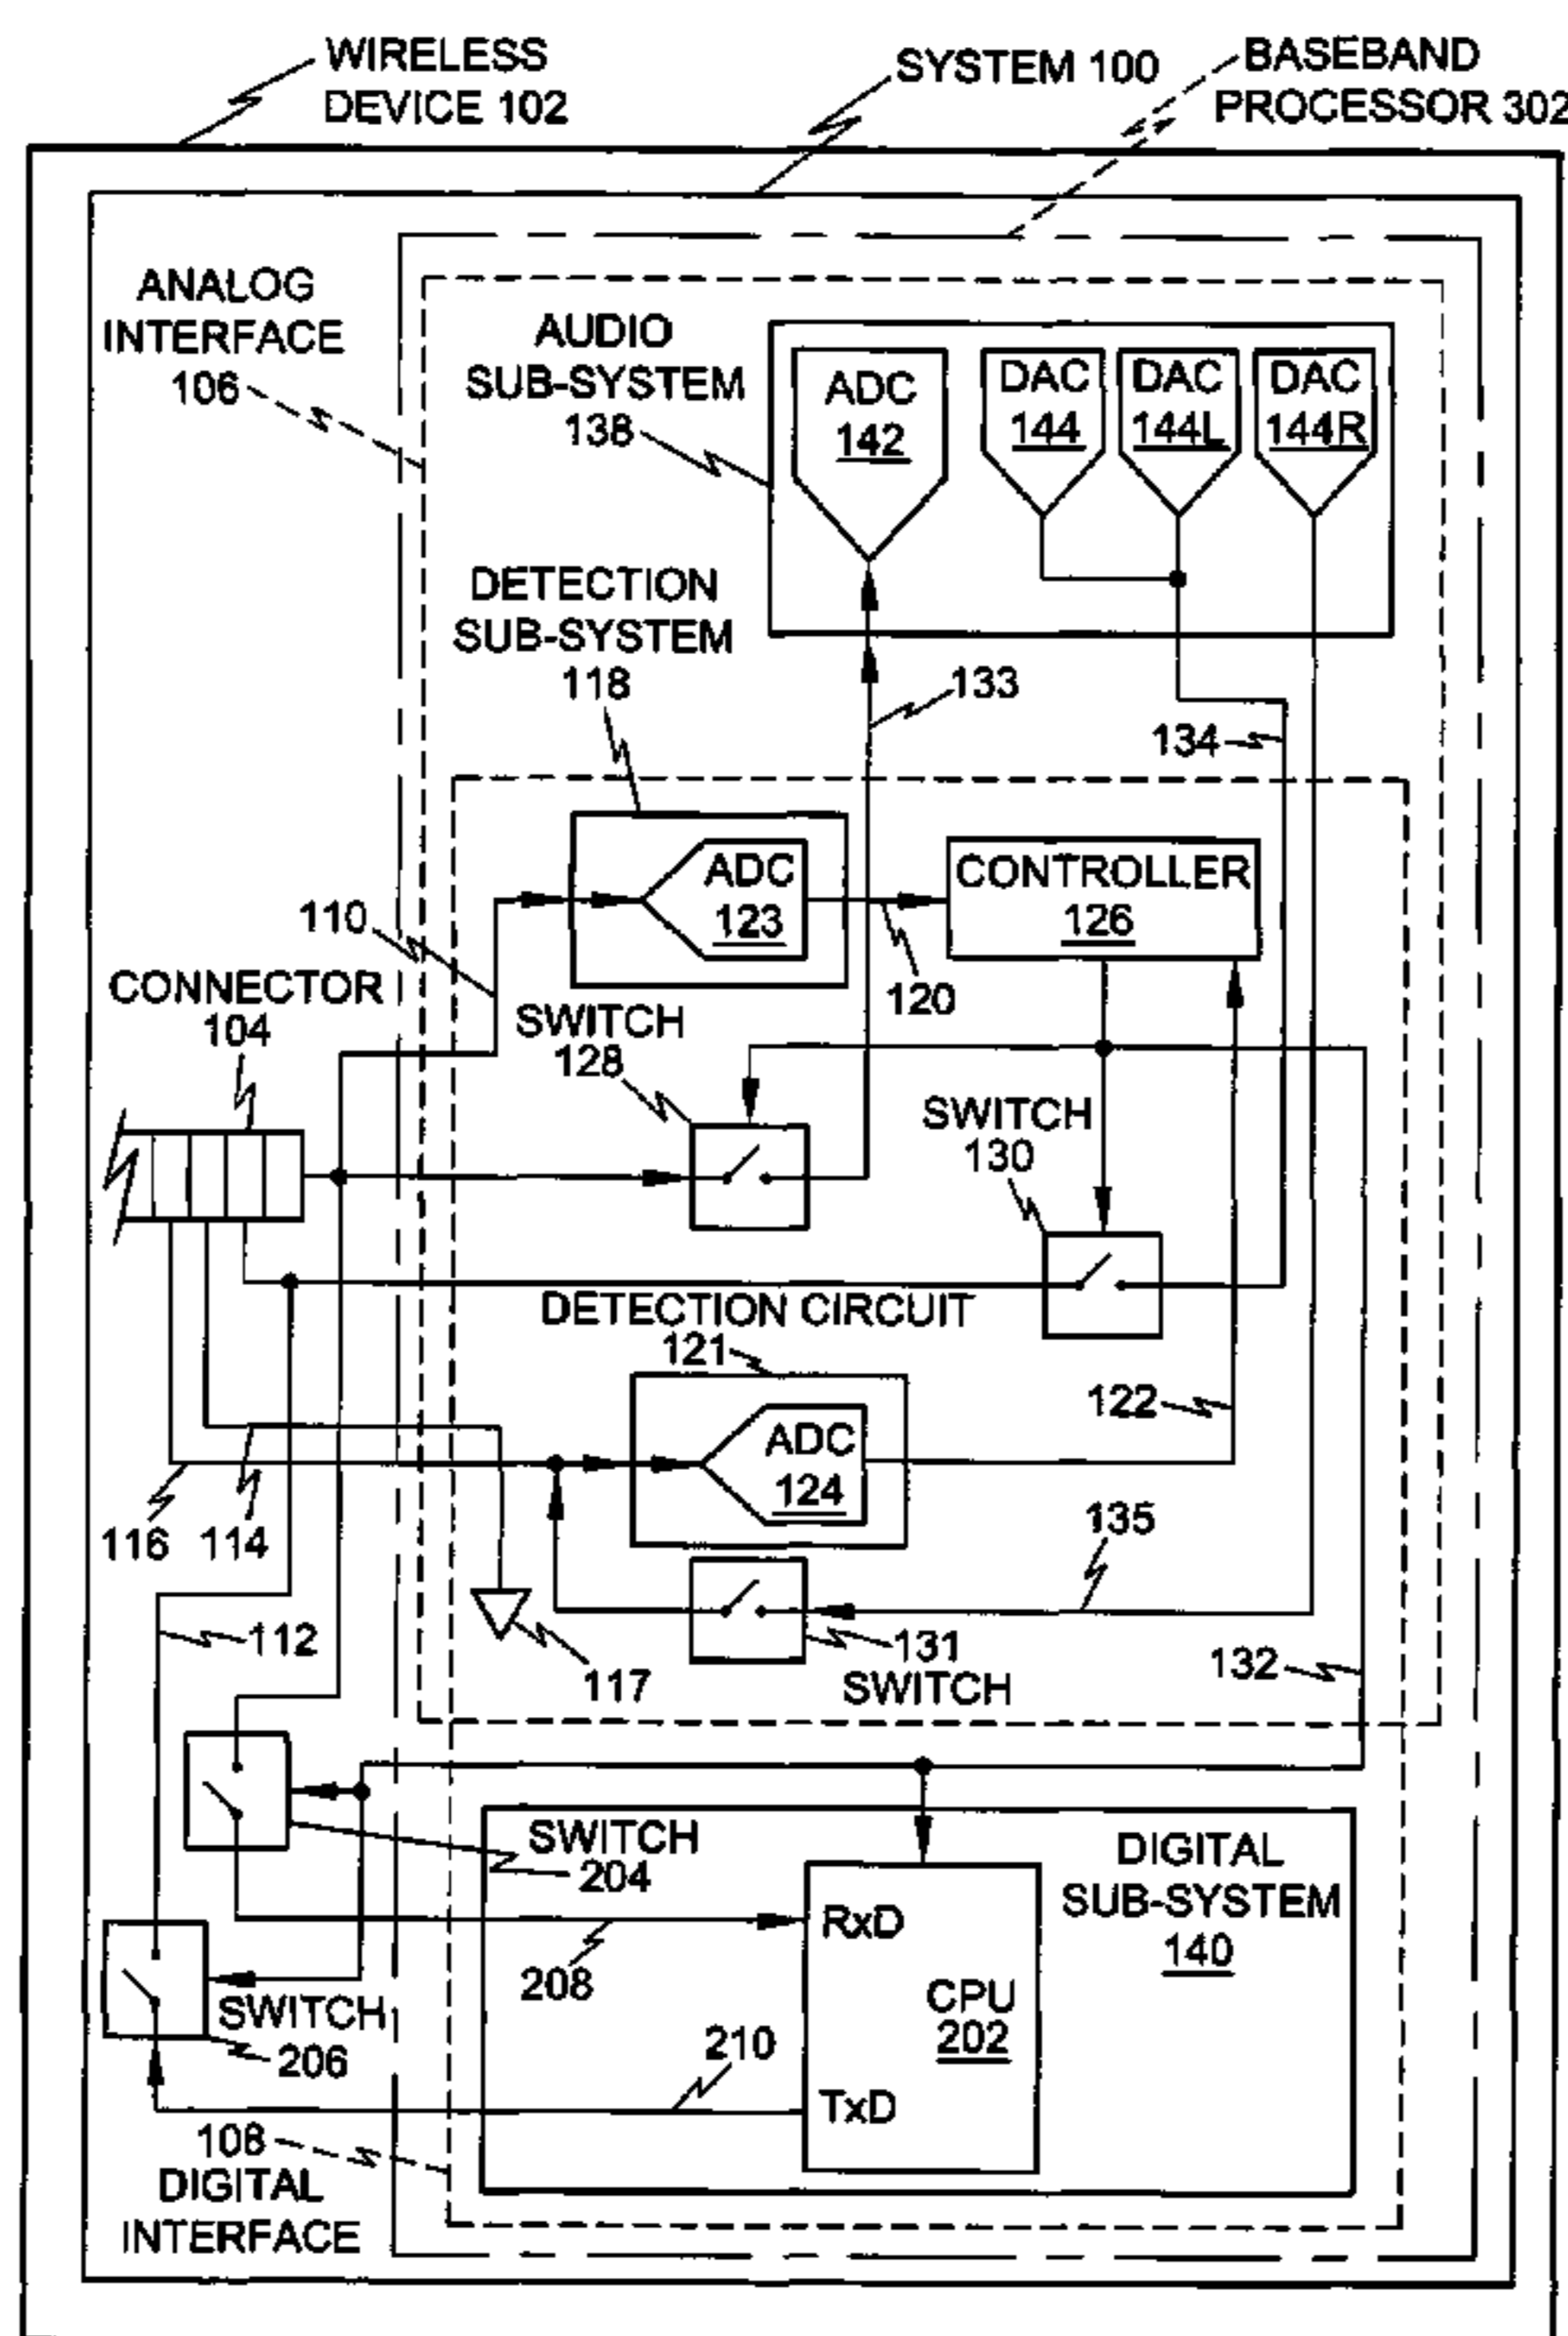 WIRELESS
DEVICE 102
SYSTEM 100
BASEBAND
PROCESSOR 302
ANALOG
INTERFACE
106
AUDIO
SUB-SYSTEM
138
ADC
142
DAC
144
DAC
144L
DAC
144R
DETECTION
SUB-SYSTEM
118
133
134
ADC
123
CONTROLLER
126
110
120
CONNECTOR
104
SWITCH
128
SWITCH
130
DETECTION CIRCUIT
121
122
ADC
124
116
114
135
112
117
131
SWITCH
132
SWITCH
204
DIGITAL
SUB-SYSTEM
140
RxD
208
CPU
202
SWITCH
206
210
TxD
108
DIGITAL
INTERFACE